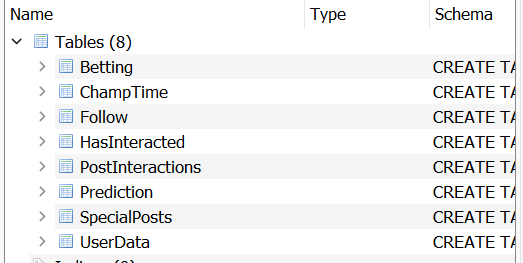 Name Type Schema
Tables (8)
Betting CREATE TA
ChampTime CREATE TA
Follow CREATE TA
HasInteracted CREATE TA
PostInteractions CREATE TA
Prediction CREATE TA
SpecialPosts CREATE TA
UserData CREATE TA